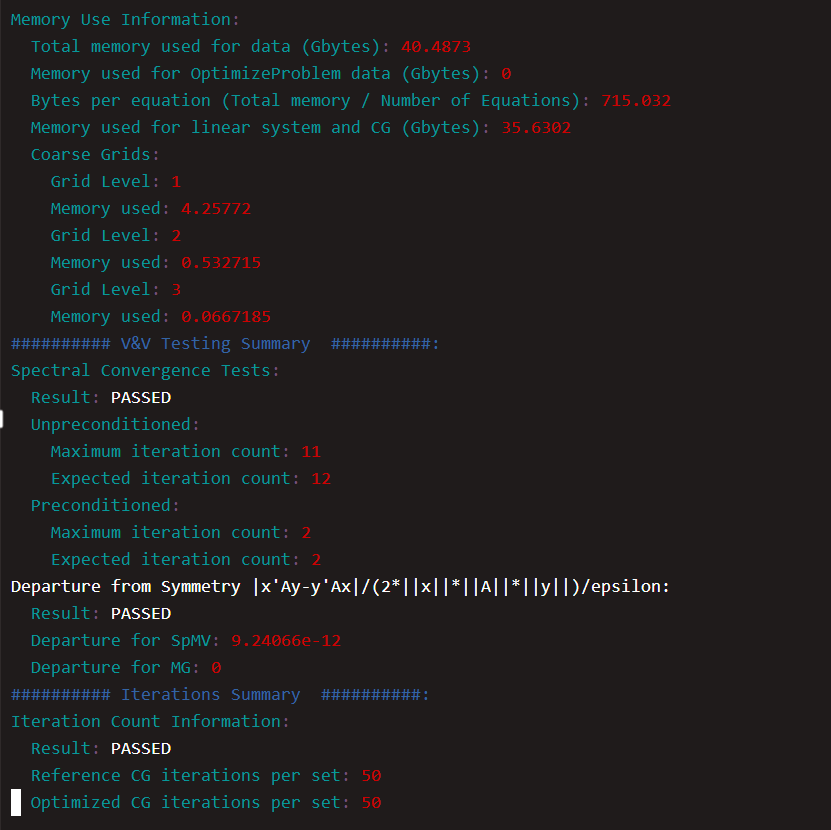 Memory Use Information:
Total memory used for data (Gbytes): 40.4873
Memory used for OptimizeProblem data (Gbytes): 0
Bytes per equation (Total memory / Number of Equations): 715.032
Memory used for linear system and CG (Gbytes): 35.6302
Coarse Grids:
Grid Level: 1
Memory used: 4.25772
Grid Level: 2
Memory used: 0.532715
Grid Level: 3
Memory used: 0.0667185
########## V&V Testing Summary  ##########:
Spectral Convergence Tests:
Result: PASSED
Unpreconditioned:
Maximum iteration count: 11
Expected iteration count: 12
Preconditioned:
Maximum iteration count: 2
Expected iteration count: 2
Departure from Symmetry |x'Ay-y'Ax|/(2*||x||*||A||*||y||)/epsilon:
Result: PASSED
Departure for SpMV: 9.24066e-12
Departure for MG: 0
########## Iterations Summary  ##########:
Iteration Count Information:
Result: PASSED
Reference CG iterations per set: 50
Optimized CG iterations per set: 50